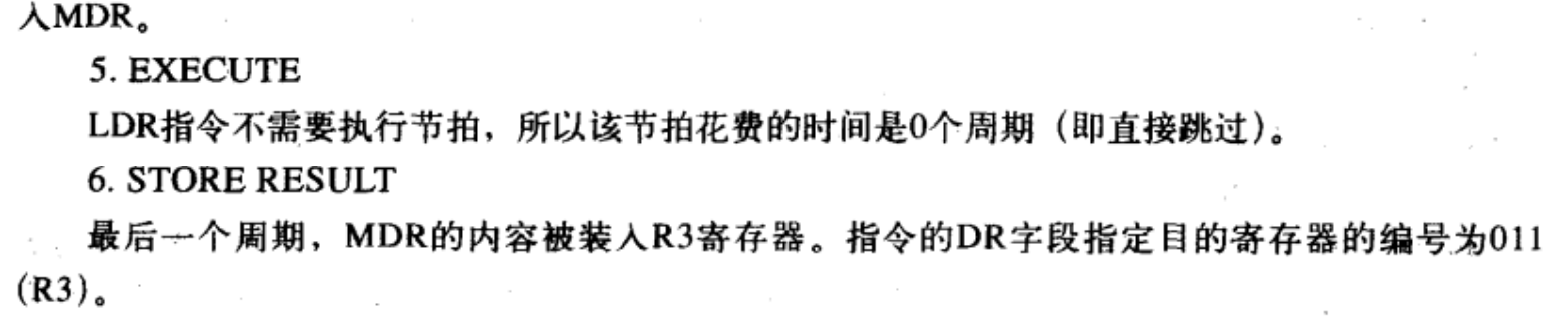 入MDR。
5. EXECUTE
LDR指令不需要执行节拍，所以该节拍花费的时间是0个周期（即直接跳过）。
6. STORE RESULT
最后一个周期，MDR的内容被装入R3寄存器。指令的DR字段指定目的寄存器的编号为011
(R3)。